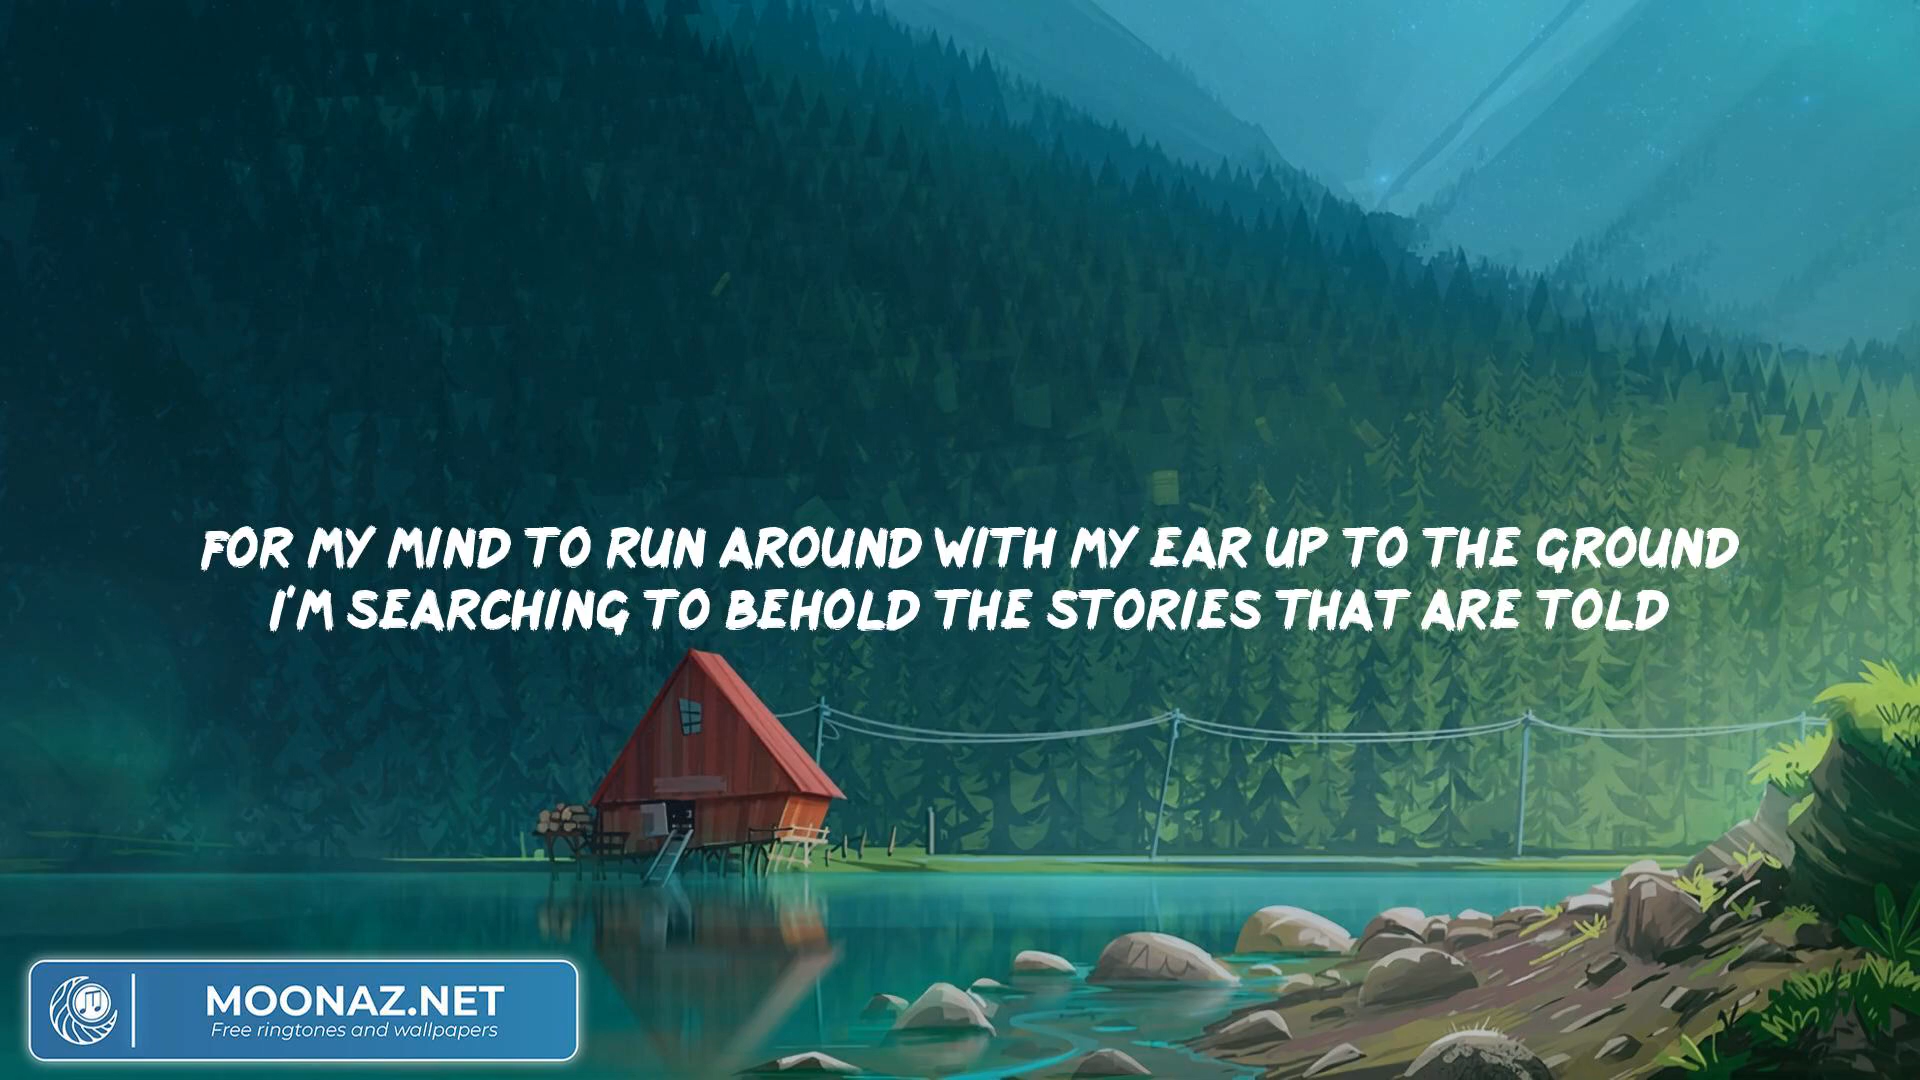 FOR MY MIND TO RUN AROUND WITH MY EAR UP TO THE GROUND
I'M SEARCHING TO BEHOLD THE STORIES THAT ARE TOLD
MOONAZ.NET
Free ringtones and wallpapers